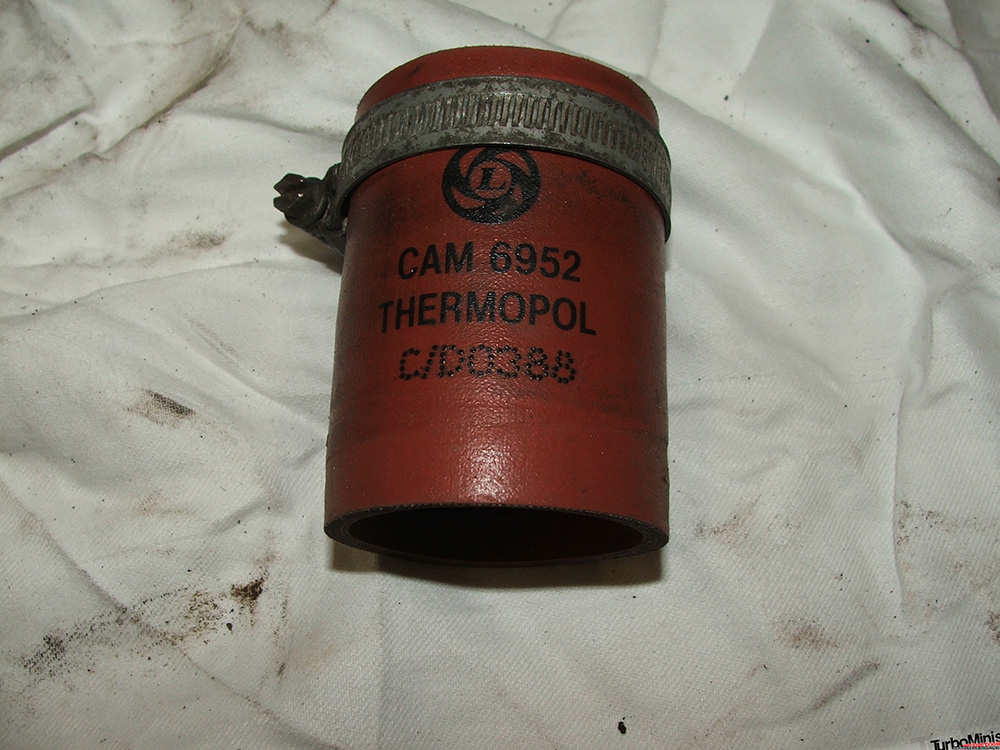 L
CAM 6952
THERMOPOL
C/D0388
TurboMinis